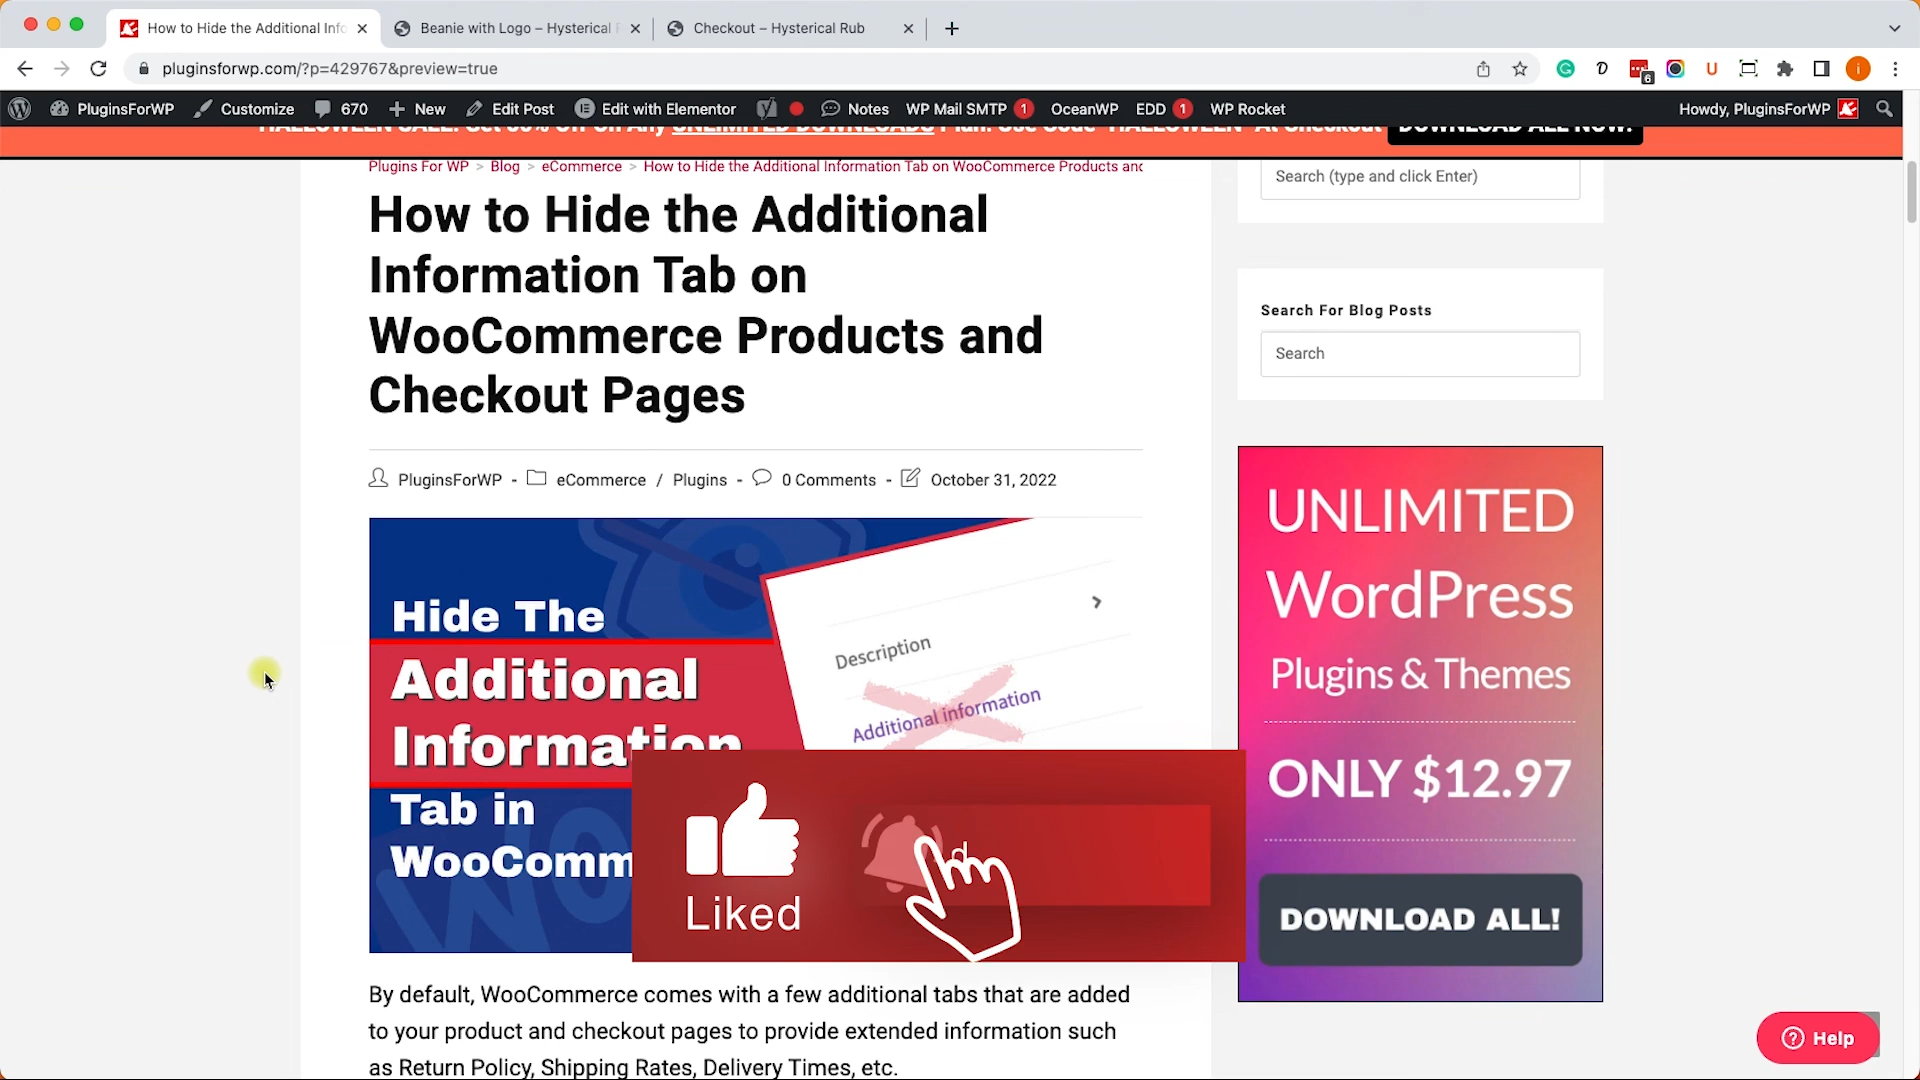 How to Hide the Additional Info
Beanie with Logo – Hysterical
Checkout – Hysterical Rub
pluginsforwp.com/?p=429767&preview=true
6
PluginsForWP
Customize
670
New
Edit Post
Edit with Elementor
Notes
WP Mail SMTP 1
OceanWP
EDD 1
WP Rocket
Howdy, PluginsForWP
Plugins For WP > Blog > eCommerce > How to Hide the Additional Information Tab on WooCommerce Products and
How to Hide the Additional
Information Tab on
WooCommerce Products and
Checkout Pages
PluginsForWP - eCommerce / Plugins - 0 Comments - October 31, 2022
Hide The
Additional
Information
Tab in
WooComm
Description
Additional information
Liked
By default, WooCommerce comes with a few additional tabs that are added
to your product and checkout pages to provide extended information such
as Return Policy, Shipping Rates, Delivery Times, etc.
Search (type and click Enter)
Search For Blog Posts
Search
UNLIMITED
WordPress
Plugins & Themes
ONLY $12.97
DOWNLOAD ALL!
Help